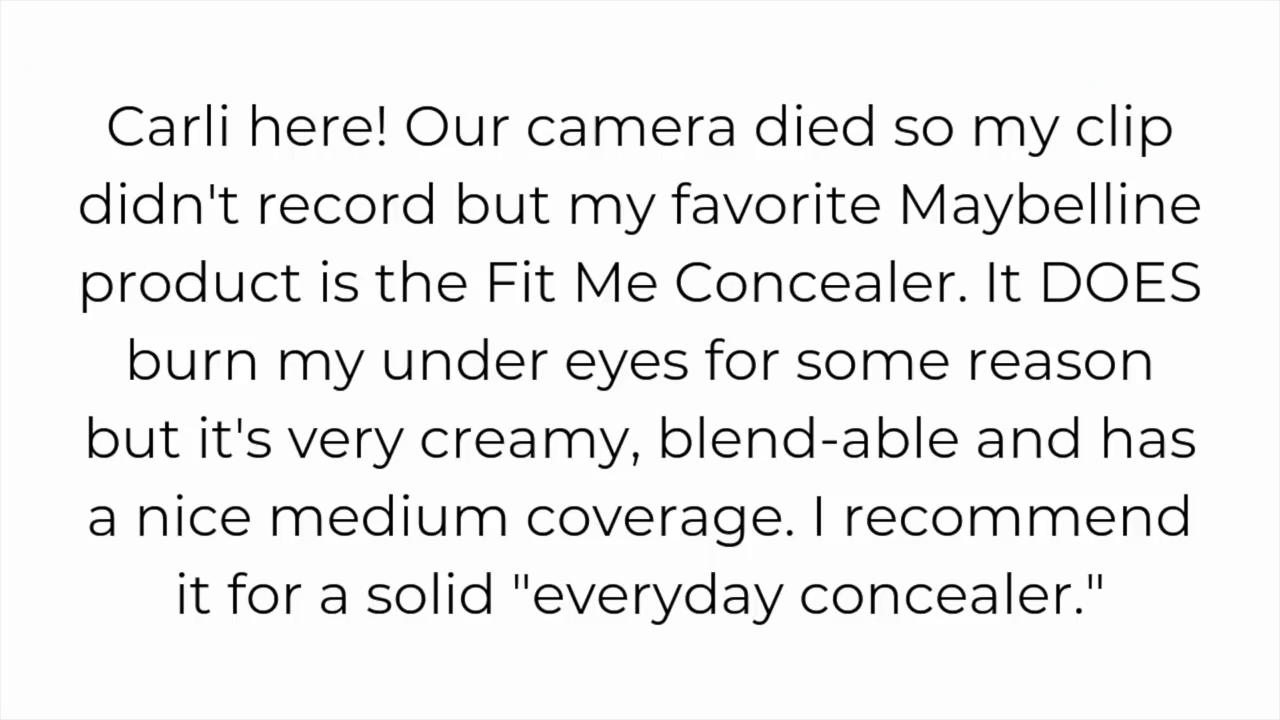 Carli here! Our camera died so my clip
didn't record but my favorite Maybelline
product is the Fit Me Concealer. It DOES
burn my under eyes for some reason
but it's very creamy, blend-able and has
a nice medium coverage. I recommend
it for a solid "everyday concealer."